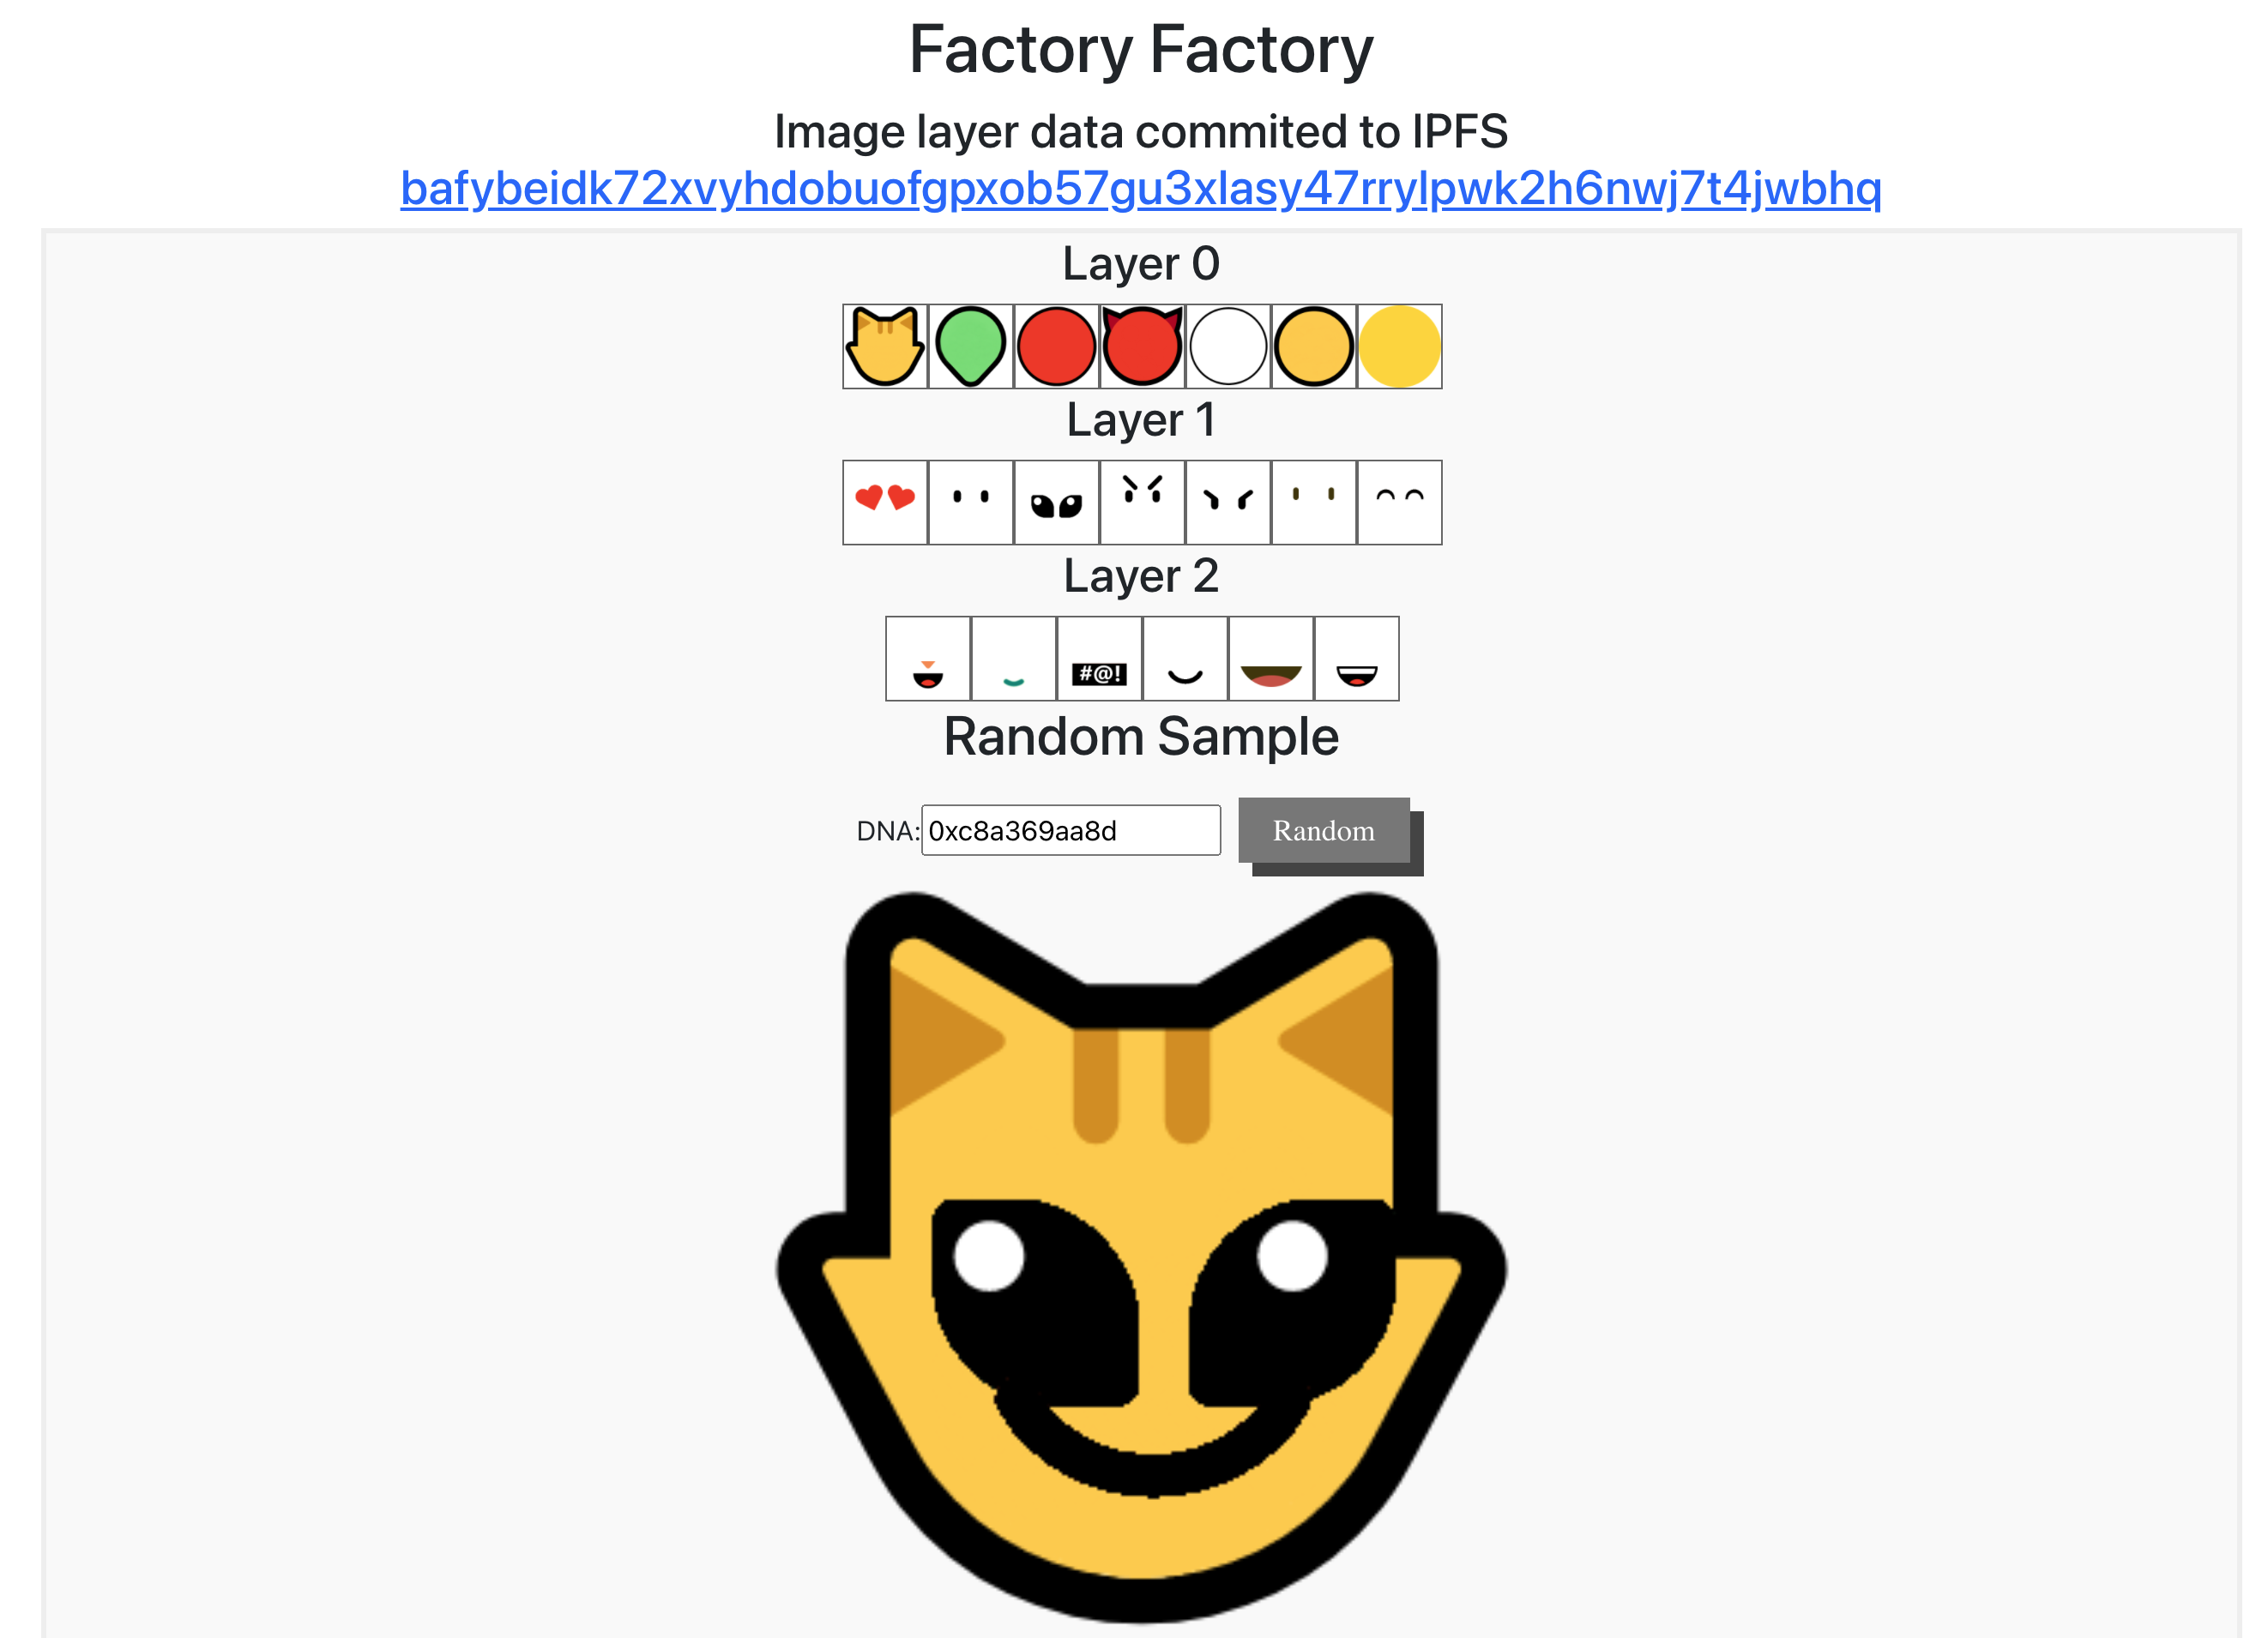 Factory Factory
Image layer data commited to IPFS
bafybeidk72xvyhdobuofgpxob57gu3xlasy47rrylpwk2h6nwj7t4jwbhq
Layer 0
Layer 1
Layer 2
#@!
Random Sample
DNA: 0xc8a369aa8d Random